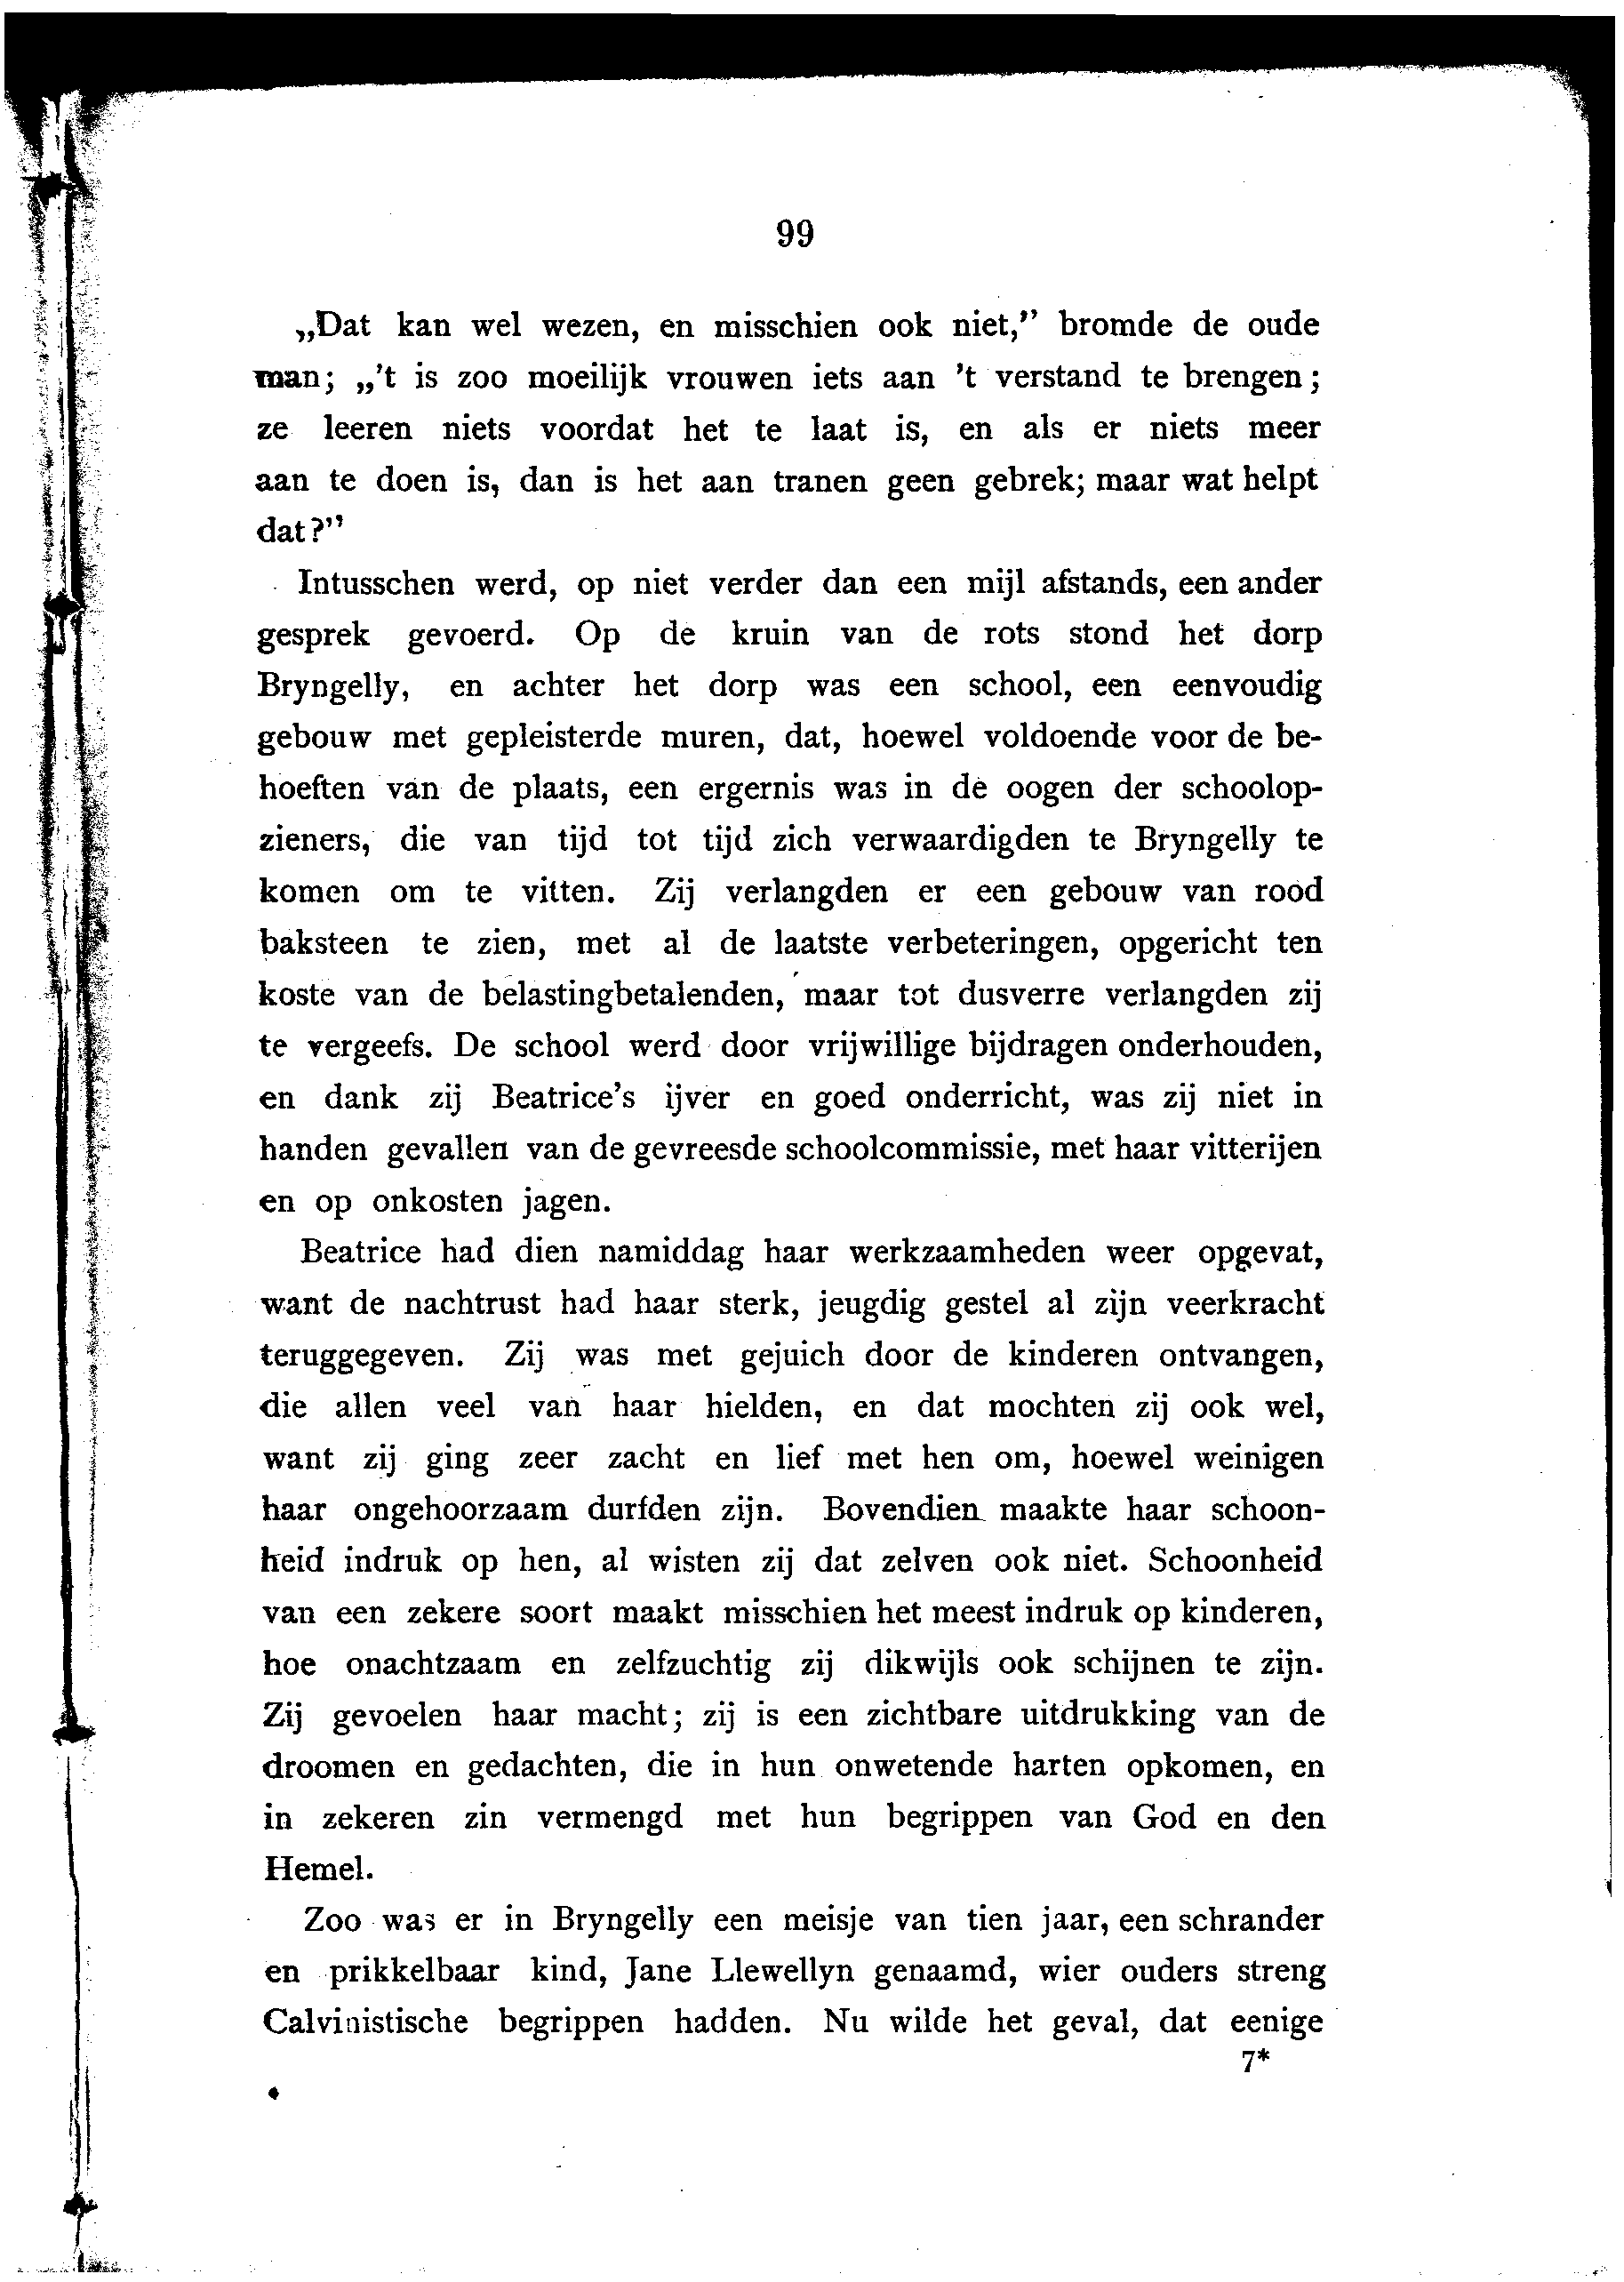 99
„Dat kan wel wezen, en misschien ook niet,” bromde de oude
man; „’t is zoo moeilijk vrouwen iets aan ’t verstand te brengen;
ze leeren niets voordat het te laat is, en als er niets meer
aan te doen is, dan is het aan tranen geen gebrek; maar wat helpt
dat?”
Intusschen werd, op niet verder dan een mijl afstands, een ander
gesprek gevoerd. Op de kruin van de rots stond het dorp
Bryngelly, en achter het dorp was een school, een eenvoudig
gebouw met gepleisterde muren, dat, hoewel voldoende voor de be-
hoeften van de plaats, een ergernis was in de oogen der schoolop-
zieners, die van tijd tot tijd zich verwaardigden te Bryngelly te
komen om te vitten. Zij verlangden er een gebouw van rood
baksteen te zien, met al de laatste verbeteringen, opgericht ten
koste van de belastingbetalenden, maar tot dusverre verlangden zij
te vergeefs. De school werd door vrijwillige bijdragen onderhouden,
en dank zij Beatrice’s ijver en goed onderricht, was zij niet in
handen gevallen van de gevreesde schoolcommissie, met haar vitterijen
en op onkosten jagen.
Beatrice had dien namiddag haar werkzaamheden weer opgevat,
want de nachtrust had haar sterk, jeugdig gestel al zijn veerkracht
teruggegeven. Zij was met gejuich door de kinderen ontvangen,
die allen veel van haar hielden, en dat mochten zij ook wel,
want zij ging zeer zacht en lief met hen om, hoewel weinigen
haar ongehoorzaam durfden zijn. Bovendien maakte haar schoon-
heid indruk op hen, al wisten zij dat zelven ook niet. Schoonheid
van een zekere soort maakt misschien het meest indruk op kinderen,
hoe onachtzaam en zelfzuchtig zij dikwijls ook schijnen te zijn.
Zij gevoelen haar macht; zij is een zichtbare uitdrukking van de
droomen en gedachten, die in hun onwetende harten opkomen, en
in zekeren zin vermengd met hun begrippen van God en den
Hemel.
Zoo was er in Bryngelly een meisje van tien jaar, een schrander
en prikkelbaar kind, Jane Llewellyn genaamd, wier ouders streng
Calvinistische begrippen hadden. Nu wilde het geval, dat eenige
7*